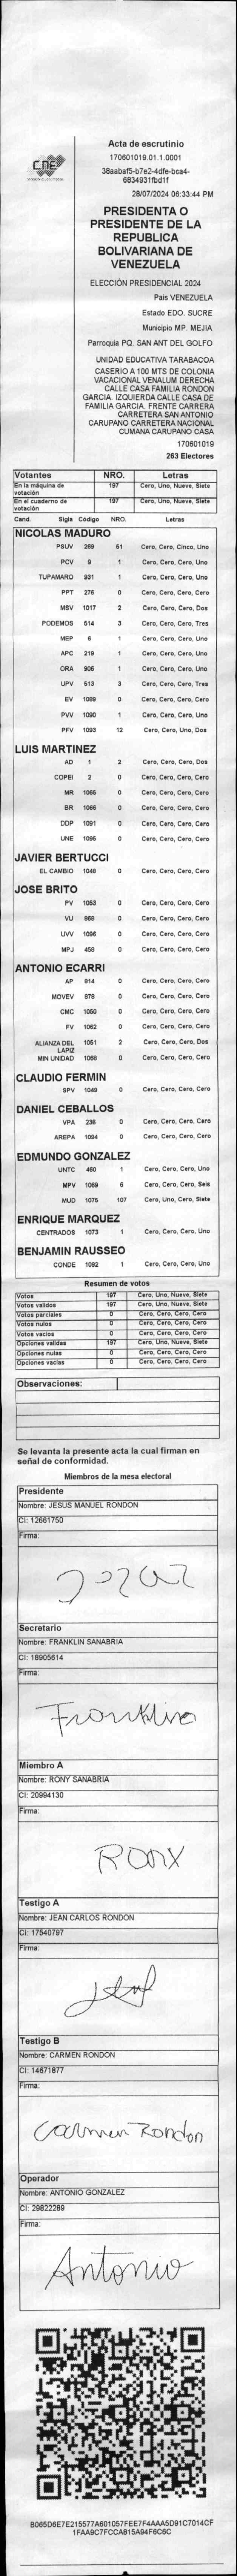 CNE
Acta de escrutinio
170601019.01.1.0001
38aabaf5-b7e2-4dfe-bca4-
6834931fbd1f
28/07/2024 06:33:44 PM
PRESIDENTA O
PRESIDENTE DE LA
REPUBLICA
BOLIVARIANA DE
VENEZUELA
ELECCIÓN PRESIDENCIAL 2024
País VENEZUELA
Estado EDO. SUCRE
Municipio MP. MEJIA
Parroquia PQ. SAN ANT DEL GOLFO
UNIDAD EDUCATIVA TARABACOA
CASERIO A 100 MTS DE COLONIA
VACACIONAL VENALUM DERECHA
CALLE CASA FAMILIA RONDON
GARCIA. IZQUIERDA CALLE CASA DE
FAMILIA GARCIA. FRENTE CARRERA
CARRETERA SAN ANTONIO
CARUPANO CARRETERA NACIONAL
CUMANA CARUPANO CASA
170601019
263 Electores
Votantes NRO. Letras
En la máquina de votación 197 Cero, Uno, Nueve, Siete
En el cuaderno de votación 197 Cero, Uno, Nueve, Siete
Cand. Sigla Código NRO. Letras
NICOLAS MADURO
PSUV 269 51 Cero, Cero, Cinco, Uno
PCV 9 1 Cero, Cero, Cero, Uno
TUPAMARO 931 1 Cero, Cero, Cero, Uno
PPT 276 0 Cero, Cero, Cero, Cero
MSV 1017 2 Cero, Cero, Cero, Dos
PODEMOS 514 3 Cero, Cero, Cero, Tres
MEP 6 1 Cero, Cero, Cero, Uno
APC 219 1 Cero, Cero, Cero, Uno
ORA 906 1 Cero, Cero, Cero, Uno
UPV 513 3 Cero, Cero, Cero, Tres
EV 1089 0 Cero, Cero, Cero, Cero
PVV 1090 1 Cero, Cero, Cero, Uno
PFV 1093 12 Cero, Cero, Uno, Dos
LUIS MARTINEZ
AD 1 2 Cero, Cero, Cero, Dos
COPEI 2 0 Cero, Cero, Cero, Cero
MR 1065 0 Cero, Cero, Cero, Cero
BR 1066 0 Cero, Cero, Cero, Cero
DDP 1091 0 Cero, Cero, Cero, Cero
UNE 1095 0 Cero, Cero, Cero, Cero
JAVIER BERTUCCI
EL CAMBIO 1048 0 Cero, Cero, Cero, Cero
JOSE BRITO
PV 1053 0 Cero, Cero, Cero, Cero
VU 868 0 Cero, Cero, Cero, Cero
UVV 1096 0 Cero, Cero, Cero, Cero
MPJ 458 0 Cero, Cero, Cero, Cero
ANTONIO ECARRI
AP 814 0 Cero, Cero, Cero, Cero
MOVEV 879 0 Cero, Cero, Cero, Cero
CMC 1050 0 Cero, Cero, Cero, Cero
FV 1062 0 Cero, Cero, Cero, Cero
ALIANZA DEL LAPIZ 1051 2 Cero, Cero, Cero, Dos
MIN UNIDAD 1068 0 Cero, Cero, Cero, Cero
CLAUDIO FERMIN
SPV 1049 0 Cero, Cero, Cero, Cero
DANIEL CEBALLOS
VPA 236 0 Cero, Cero, Cero, Cero
AREPA 1094 0 Cero, Cero, Cero, Cero
EDMUNDO GONZALEZ
UNTC 460 1 Cero, Cero, Cero, Uno
MPV 1069 6 Cero, Cero, Cero, Seis
MUD 1075 107 Cero, Uno, Cero, Siete
ENRIQUE MARQUEZ
CENTRADOS 1073 1 Cero, Cero, Cero, Uno
BENJAMIN RAUSSEO
CONDE 1092 1 Cero, Cero, Cero, Uno
Resumen de votos
Votos 197 Cero, Uno, Nueve, Siete
Votos validos 197 Cero, Uno, Nueve, Siete
Votos parciales 0 Cero, Cero, Cero, Cero
Votos nulos 0 Cero, Cero, Cero, Cero
Votos vacios 0 Cero, Cero, Cero, Cero
Opciones validas 197 Cero, Uno, Nueve, Siete
Opciones nulas 0 Cero, Cero, Cero, Cero
Opciones vacias 0 Cero, Cero, Cero, Cero
Observaciones:
Se levanta la presente acta la cual firman en
señal de conformidad.
Miembros de la mesa electoral
Presidente
Nombre: JESUS MANUEL RONDON
CI: 12661750
Firma:
Secretario
Nombre: FRANKLIN SANABRIA
CI: 18905614
Firma:
Franklin
Miembro A
Nombre: RONY SANABRIA
CI: 20994130
Firma:
RONY
Testigo A
Nombre: JEAN CARLOS RONDON
CI: 17540797
Firma:
Testigo B
Nombre: CARMEN RONDON
CI: 14671877
Firma:
Carmen Rondon
Operador
Nombre: ANTONIO GONZALEZ
CI: 29822289
Firma:
Antonio
B065D6E7E215577A601057FEE7F4AAA5D91C7014CF
1FAA9C7FCCA815A94F6C6C